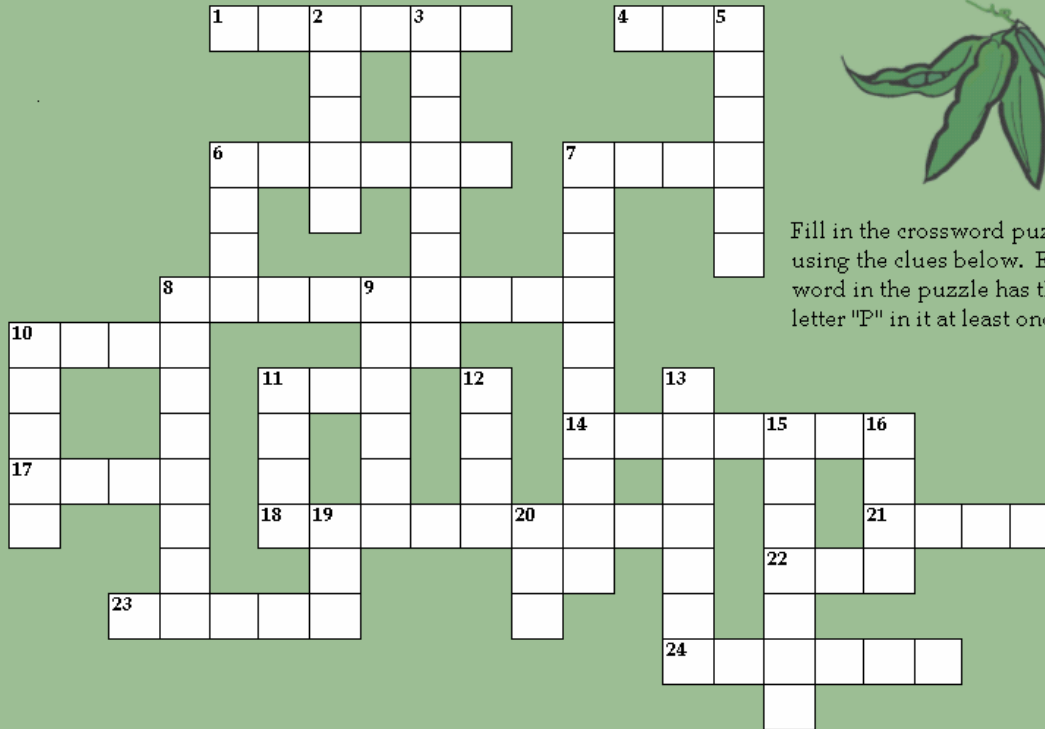 1 2 3 4 5
6 7
Fill in the crossword puz
using the clues below. E
word in the puzzle has th
letter "P" in it at least on
8 9
10
11 12 13
14 15 16
17
18 19 20 21
22
23
24